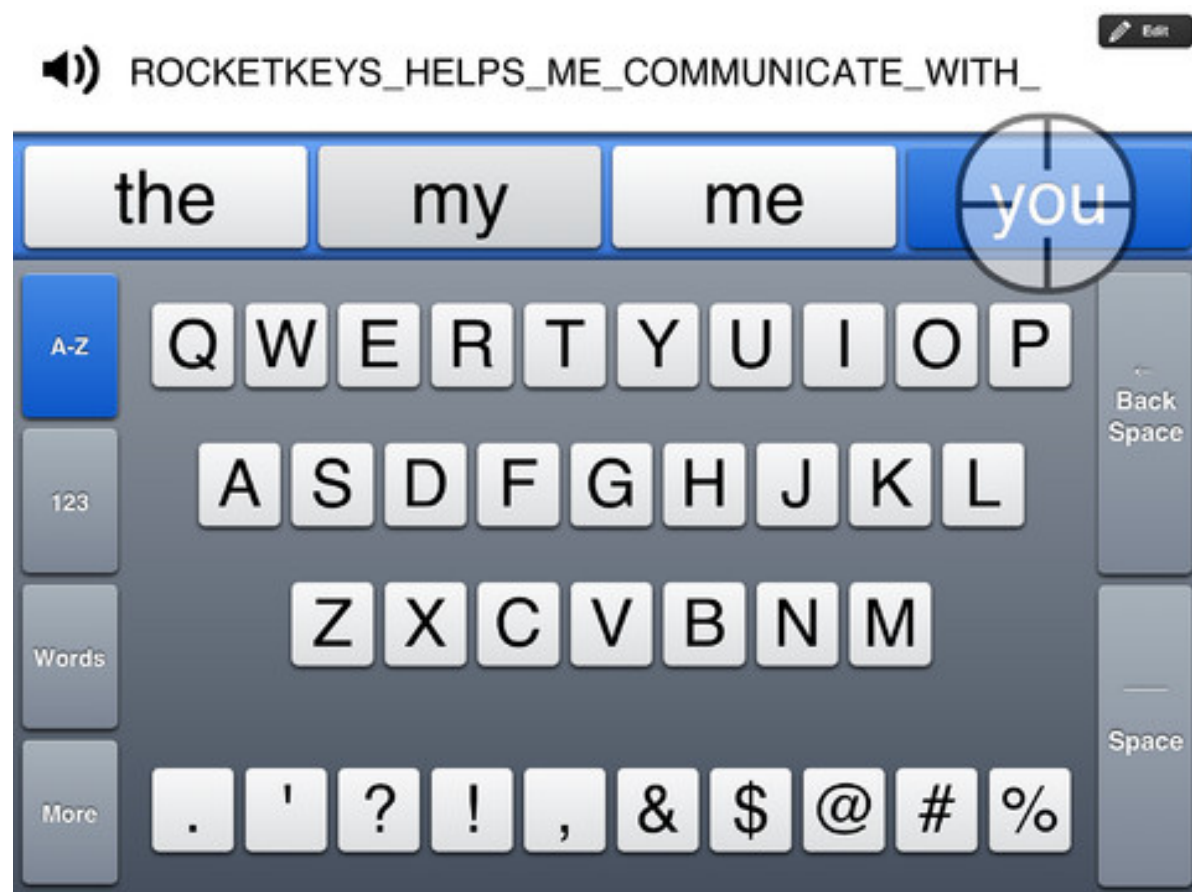 Edit
ROCKETKEYS_HELPS_ME_COMMUNICATE_WITH_
the my me you
A-Z Q W E R T Y U I O P ← Back Space
123 A S D F G H J K L
Words Z X C V B N M
Space
More . ' ? ! , & $ @ # %